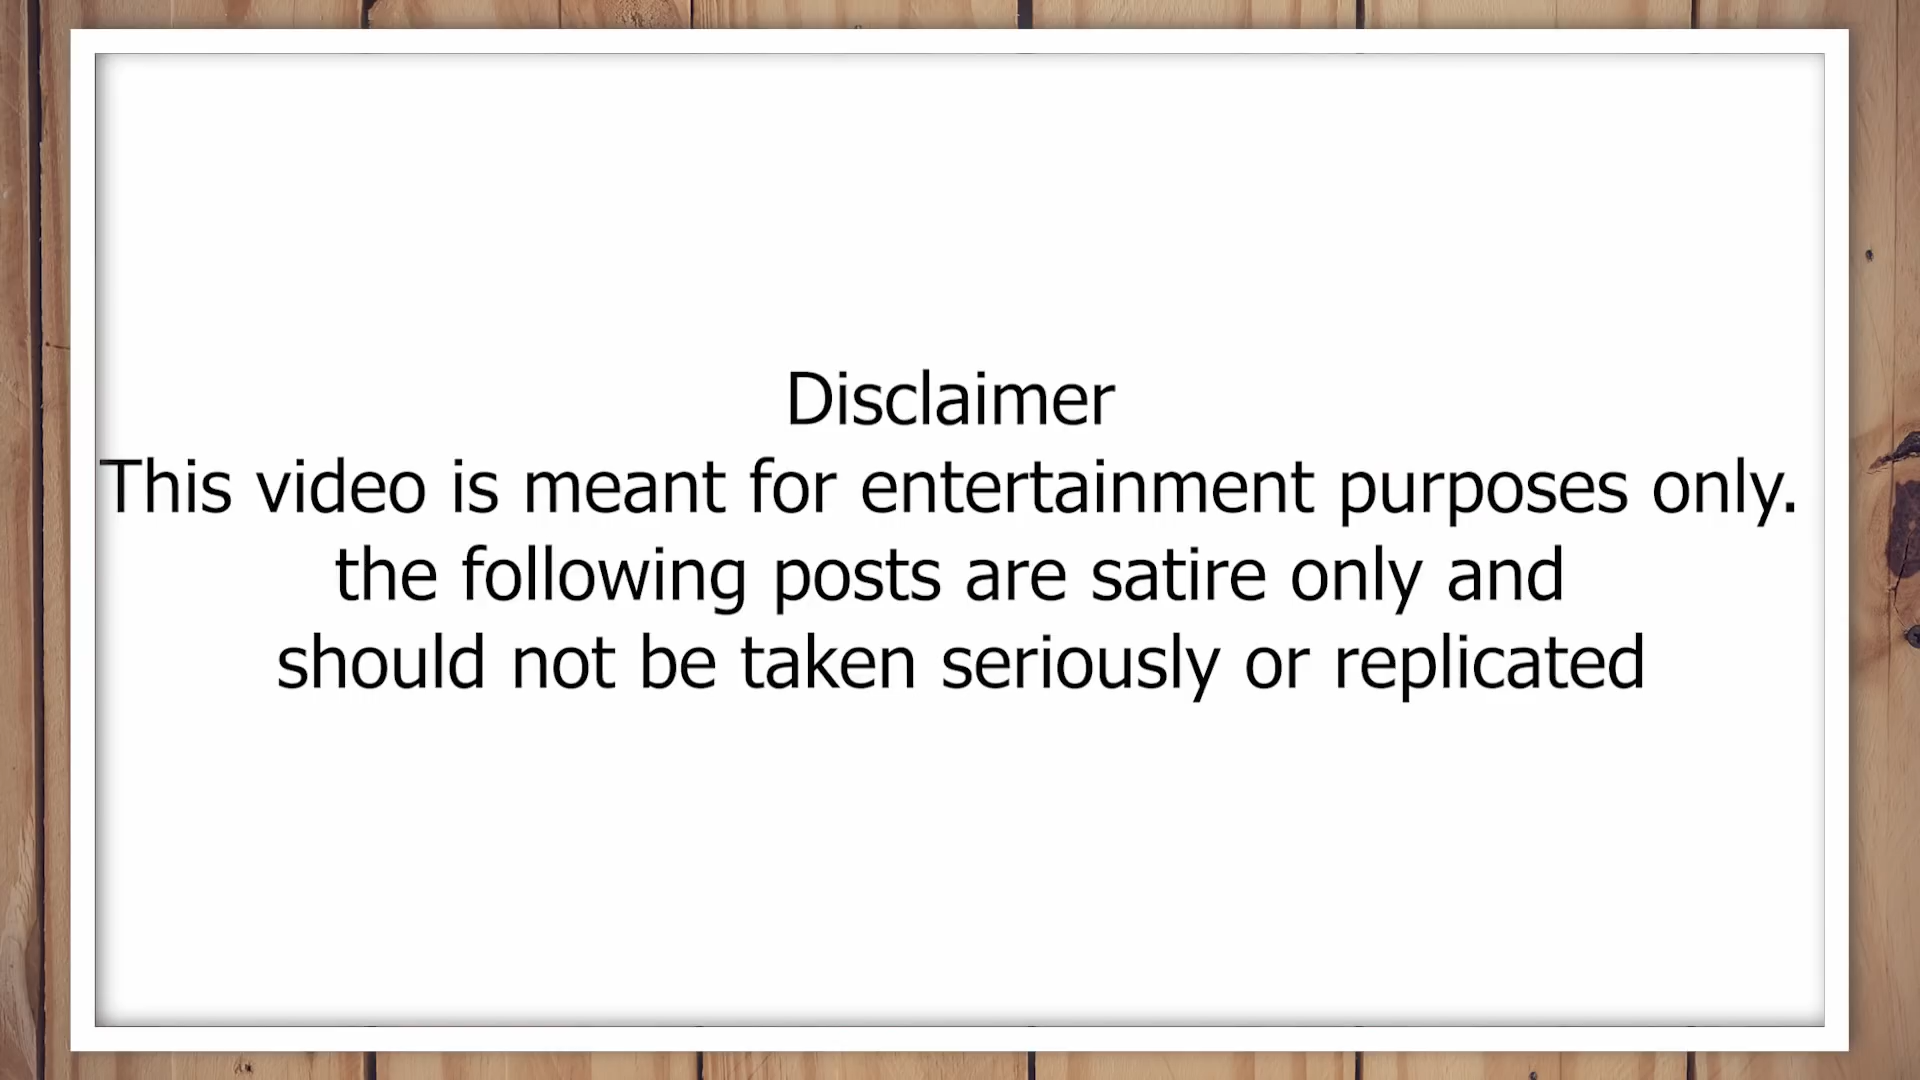 Disclaimer
This video is meant for entertainment purposes only.
the following posts are satire only and
should not be taken seriously or replicated